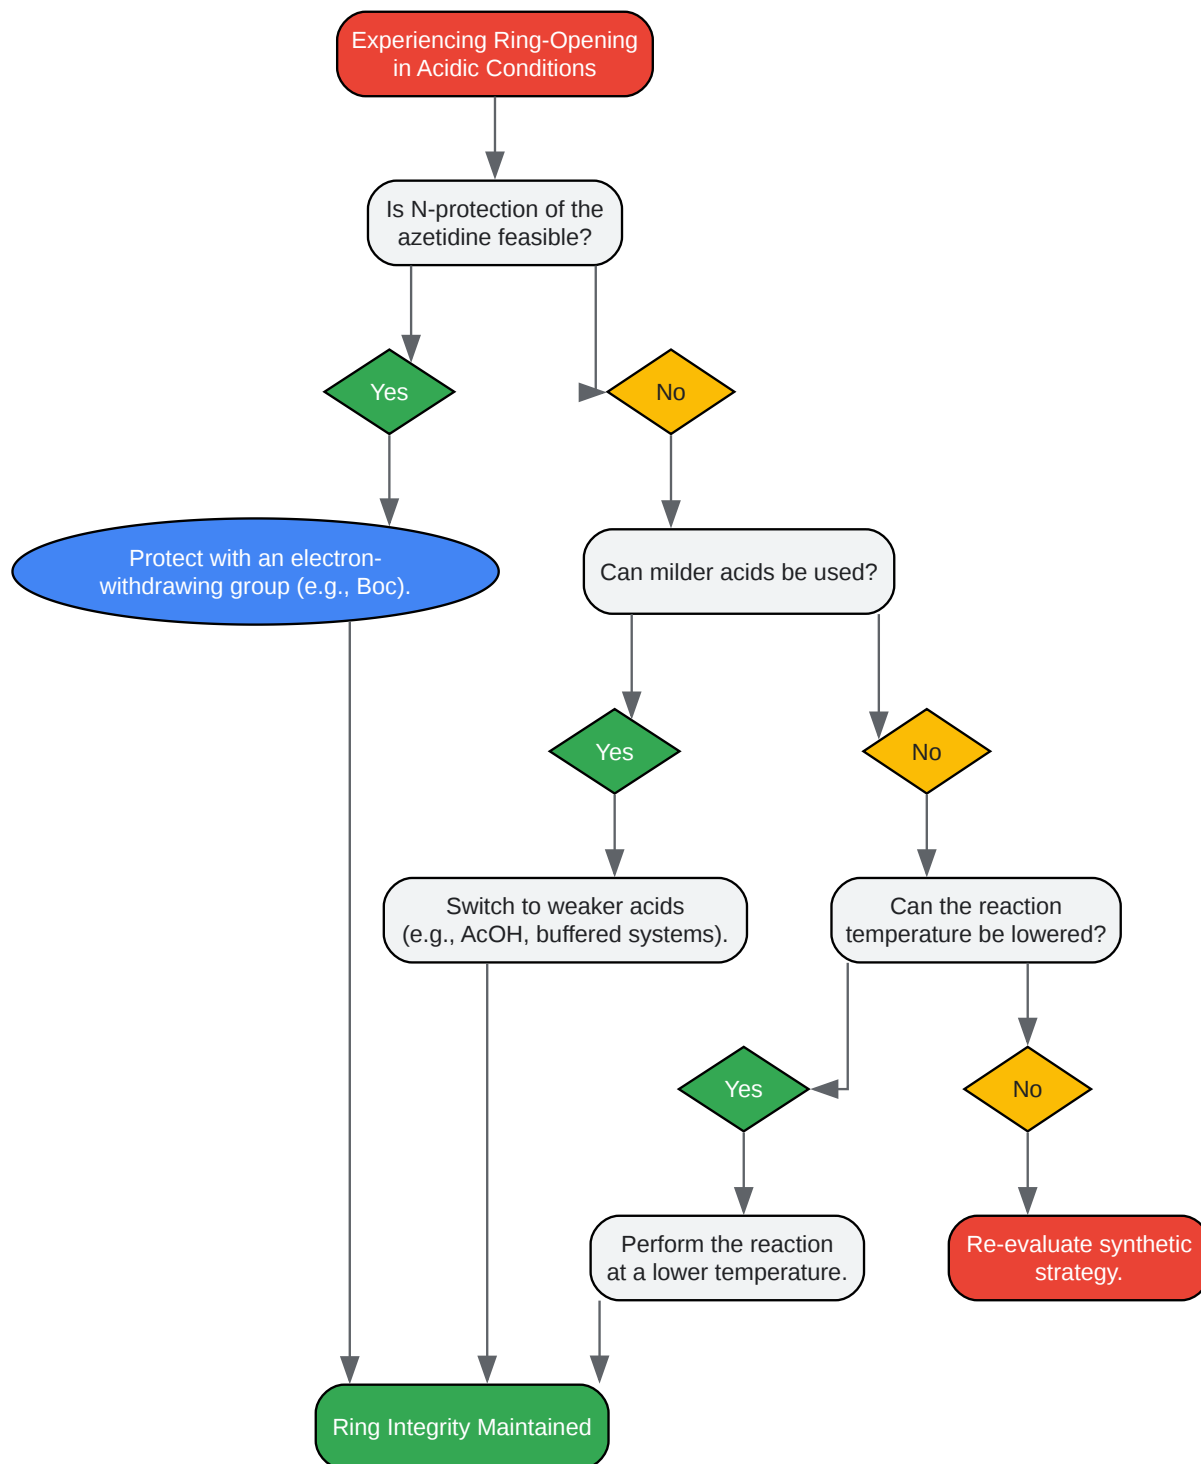 Experiencing Ring-Opening
in Acidic Conditions
Is N-protection of the
azetidine feasible?
Yes
No
Protect with an electron-
withdrawing group (e.g., Boc).
Can milder acids be used?
Yes
No
Switch to weaker acids
(e.g., AcOH, buffered systems).
Can the reaction
temperature be lowered?
Yes
No
Perform the reaction
at a lower temperature.
Re-evaluate synthetic
strategy.
Ring Integrity Maintained